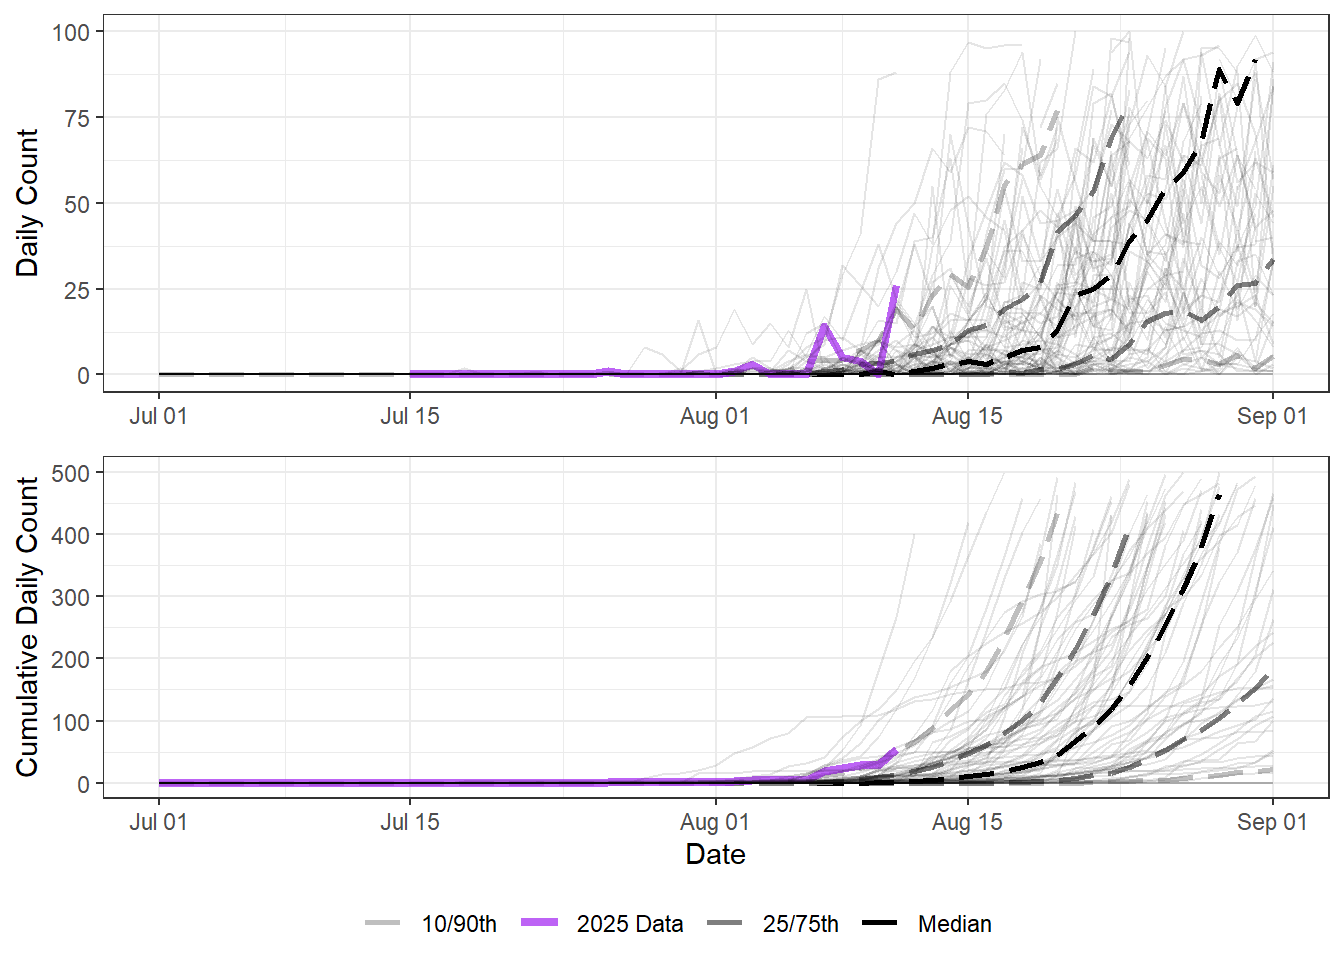 100
75
50
25
0
Daily Count
Jul 01 Jul 15 Aug 01 Aug 15 Sep 01
500
400
300
200
100
0
Cumulative Daily Count
Jul 01 Jul 15 Aug 01 Aug 15 Sep 01
Date
10/90th 2025 Data 25/75th Median